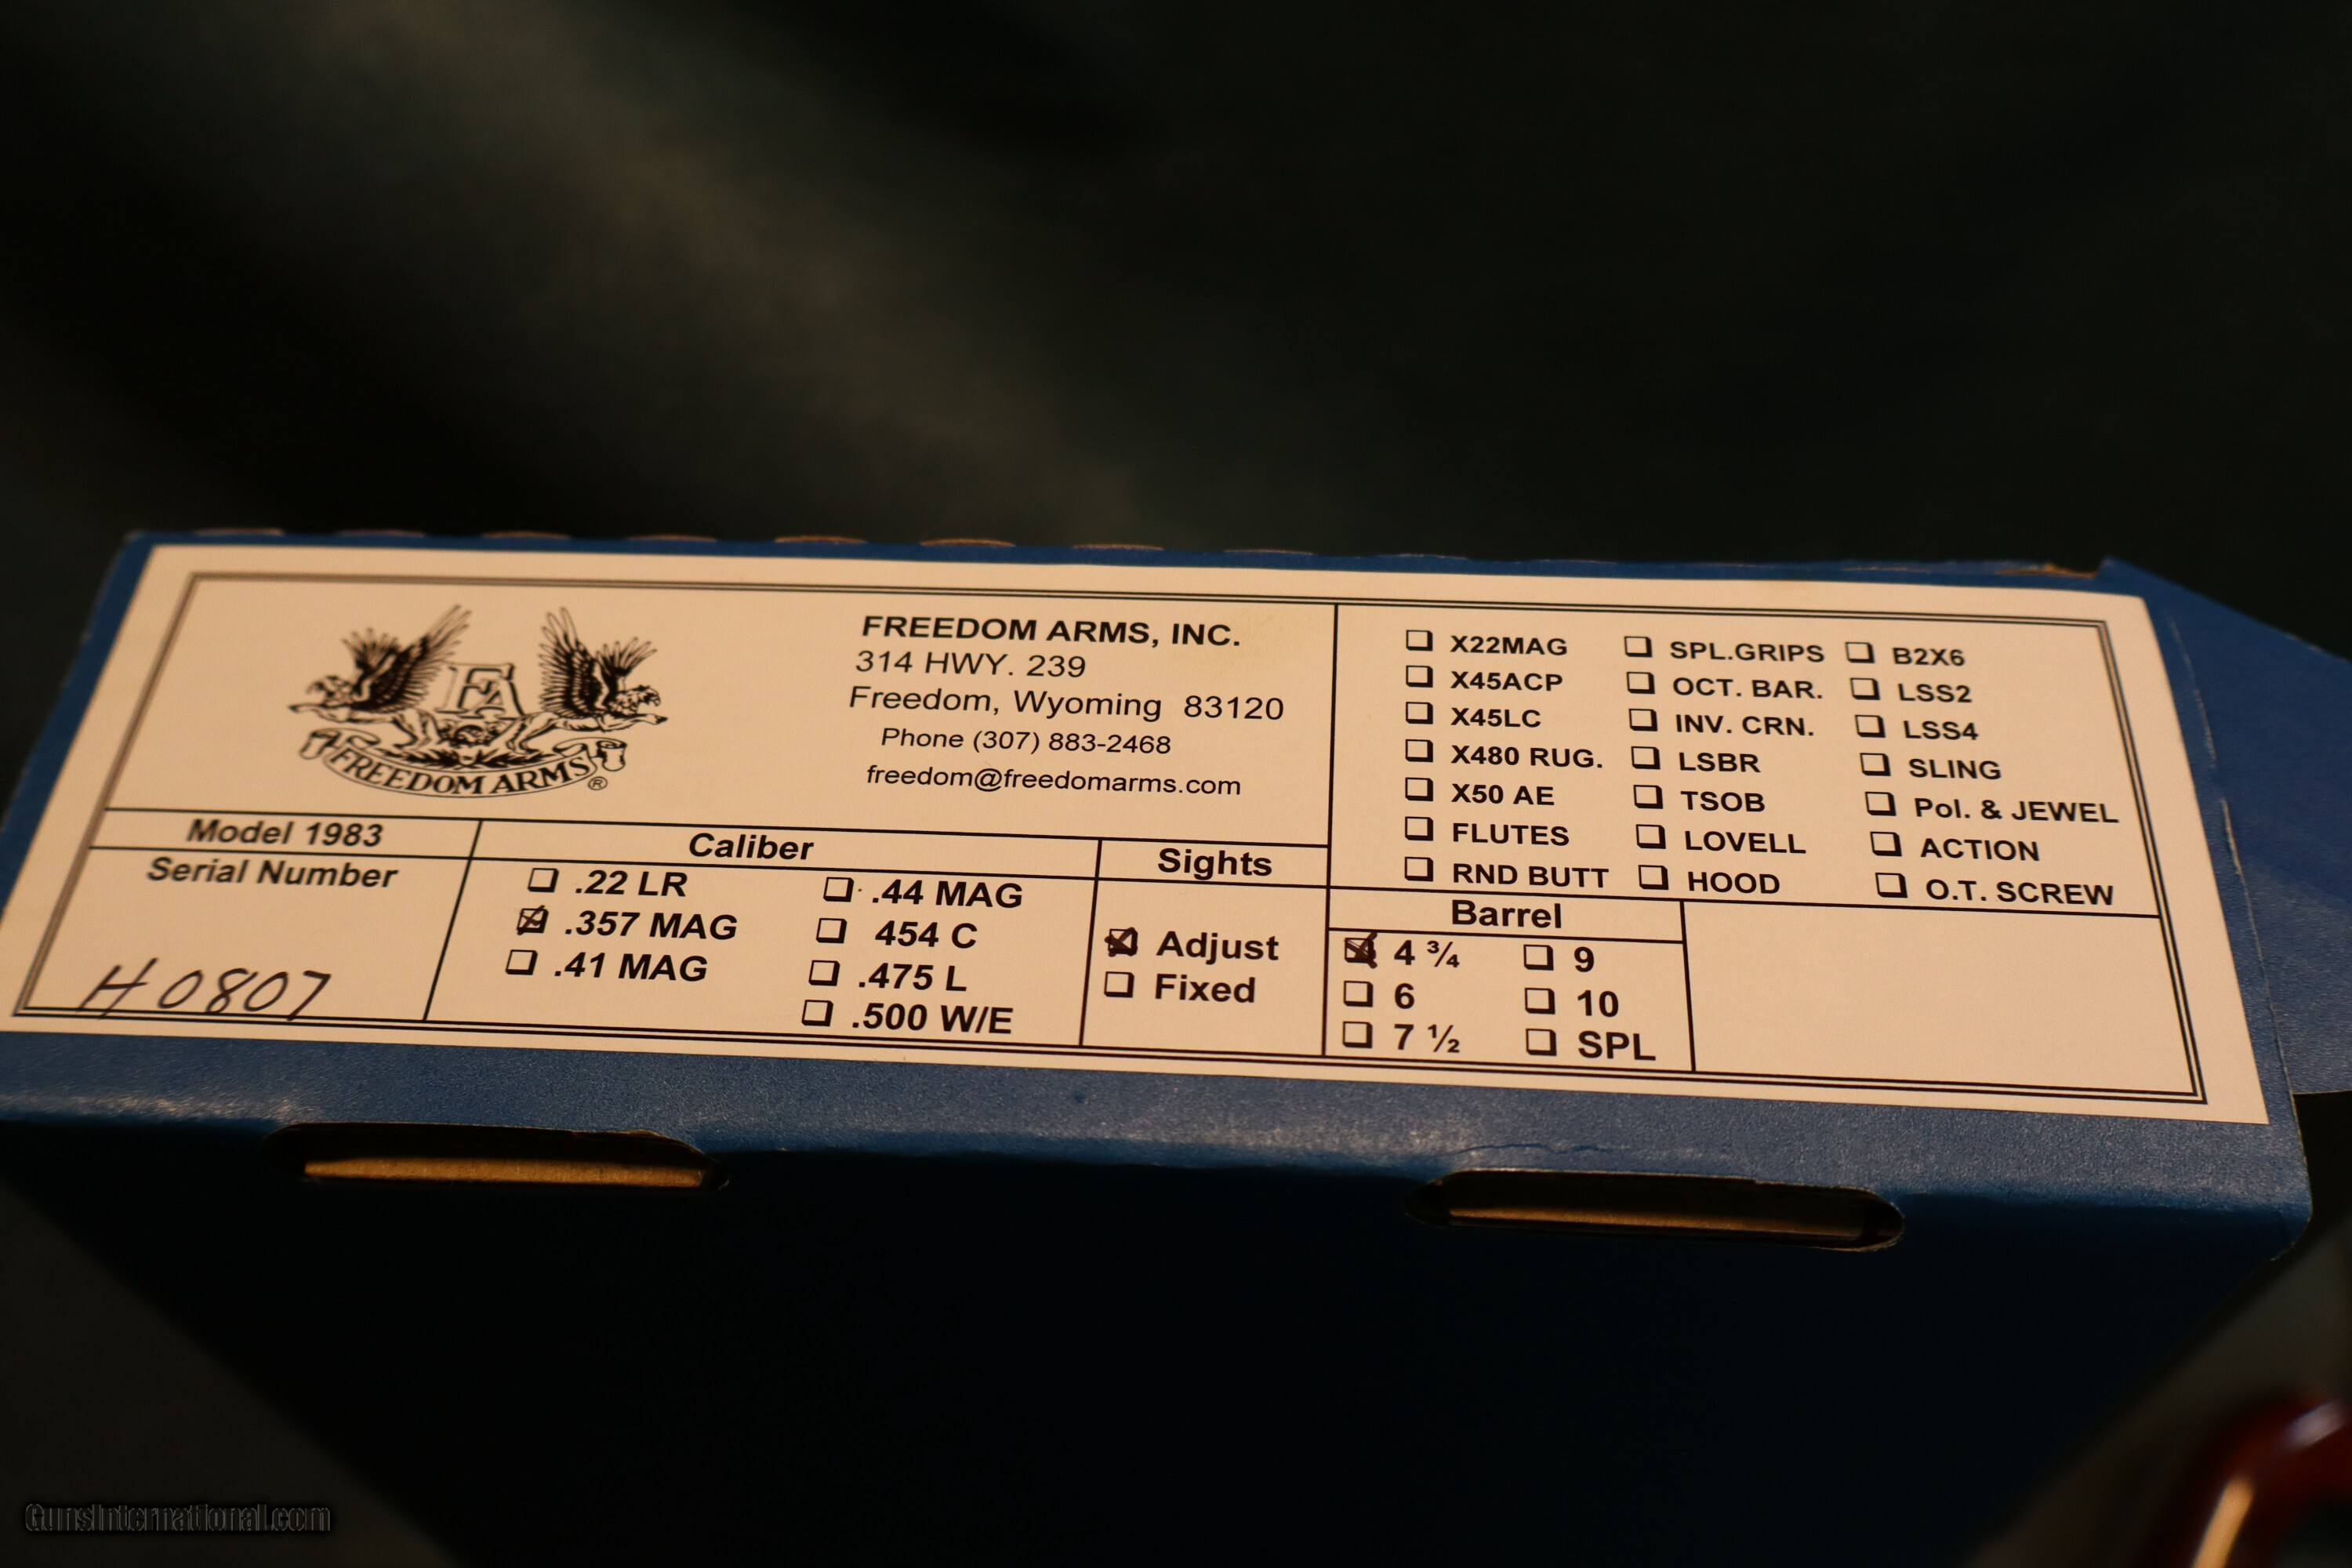 FA
FREEDOM ARMS®
FREEDOM ARMS, INC.
314 HWY. 239
Freedom, Wyoming 83120
Phone (307) 883-2468
freedom@freedomarms.com
❏ X22MAG ❏ SPL.GRIPS ❏ B2X6
❏ X45ACP ❏ OCT. BAR. ❏ LSS2
❏ X45LC ❏ INV. CRN. ❏ LSS4
❏ X480 RUG. ❏ LSBR ❏ SLING
❏ X50 AE ❏ TSOB ❏ Pol. & JEWEL
❏ FLUTES ❏ LOVELL ❏ ACTION
❏ RND BUTT ❏ HOOD ❏ O.T. SCREW
Model 1983
Serial Number
H0807
Caliber
❏ .22 LR ❏ .44 MAG
☒ .357 MAG ❏ 454 C
❏ .41 MAG ❏ .475 L
❏ .500 W/E
Sights
☒ Adjust
❏ Fixed
Barrel
☒ 4 ¾ ❏ 9
❏ 6 ❏ 10
❏ 7 ½ ❏ SPL
GunsInternational.com